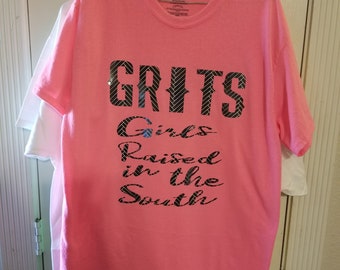 GRITS
Girls
Raised
in the
South